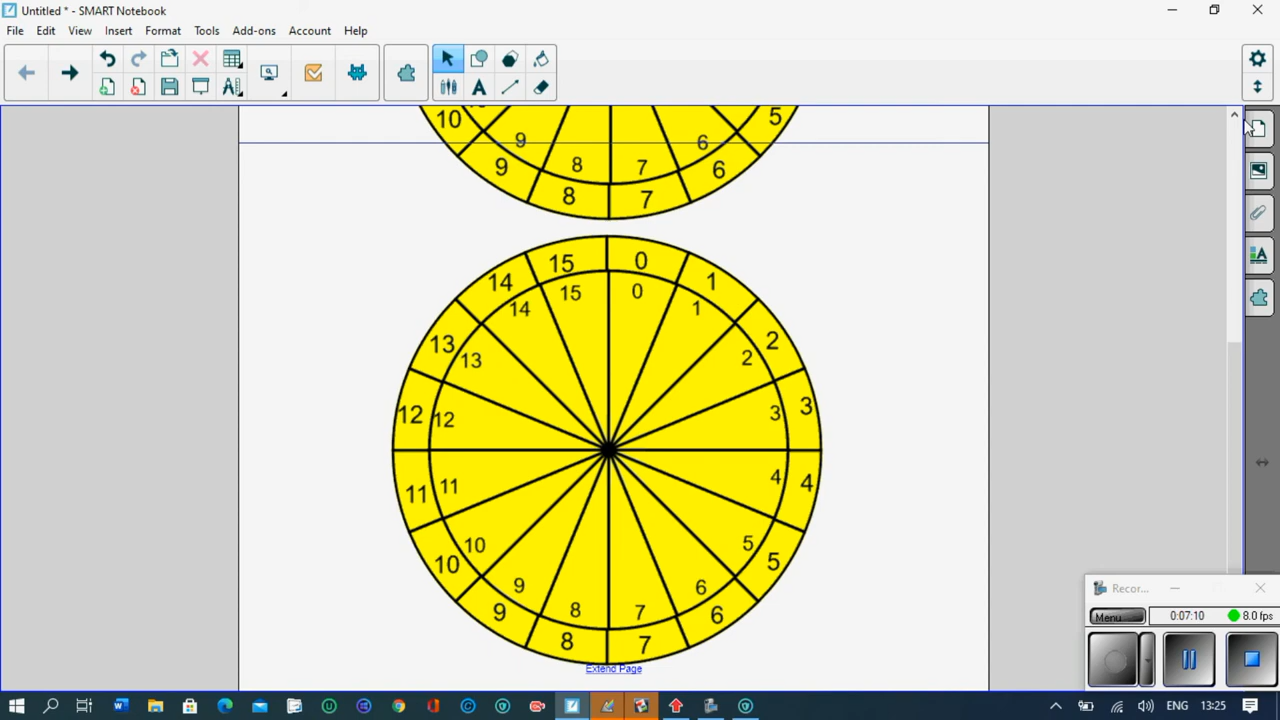 Untitled * - SMART Notebook
File Edit View Insert Format Tools Add-ons Account Help
10 9 6 5
9 8 7 6
8 7
15 0
14 15 0 1
14 1
13 13 2 2
12 12 3 3
11 11 4 4
10 10 5 5
9 9 6 6
8 7
8 7
Extend Page
Recor...
Menu 0:07:10 8.0 fps
ENG 13:25